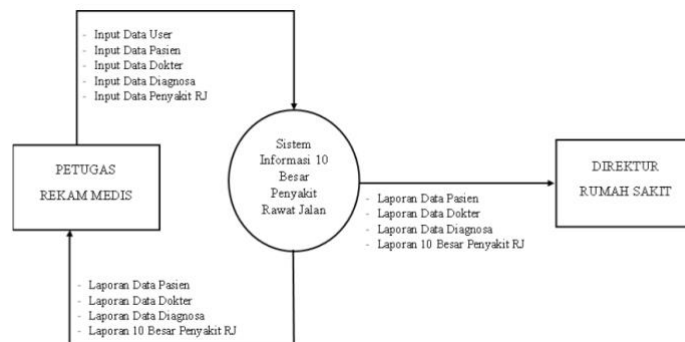 - Input Data User
- Input Data Pasien
- Input Data Dokter
- Input Data Diagnosa
- Input Data Penyakit RJ
PETUGAS
REKAM MEDIS
Sistem
Informasi 10
Besar
Penyakit
Rawat Jalan
DIREKTUR
RUMAH SAKIT
- Laporan Data Pasien
- Laporan Data Dokter
- Laporan Data Diagnosa
- Laporan 10 Besar Penyakit RJ
- Laporan Data Pasien
- Laporan Data Dokter
- Laporan Data Diagnosa
- Laporan 10 Besar Penyakit RJ